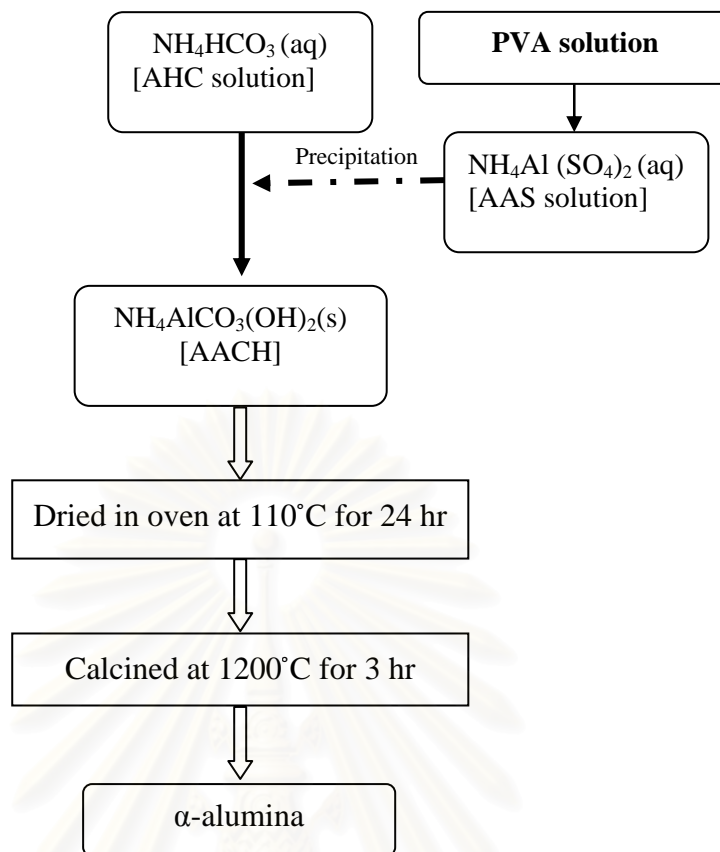 NH₄HCO₃ (aq)
[AHC solution]
PVA solution
Precipitation
NH₄Al (SO₄)₂ (aq)
[AAS solution]
NH₄AlCO₃(OH)₂(s)
[AACH]
Dried in oven at 110˚C for 24 hr
Calcined at 1200˚C for 3 hr
α-alumina